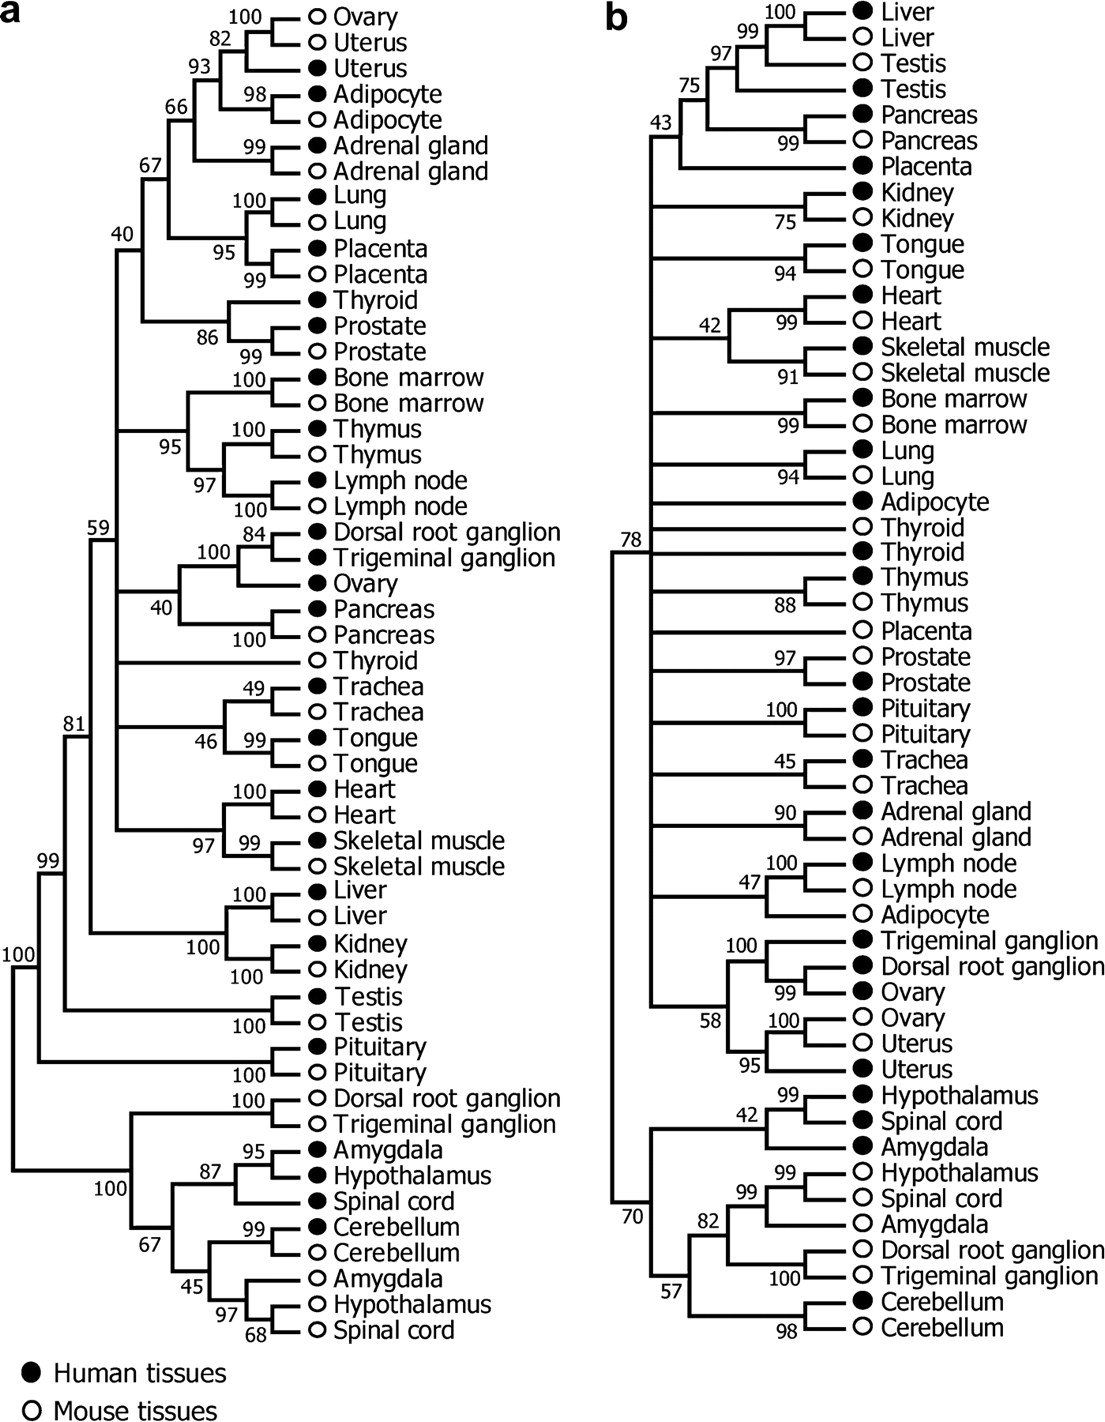 a
100 Ovary
82 Uterus
93 Uterus
98 Adipocyte
66 Adipocyte
99 Adrenal gland
67 Adrenal gland
100 Lung
Lung
40 95 Placenta
99 Placenta
Thyroid
86 Prostate
99 Prostate
100 Bone marrow
Bone marrow
95 100 Thymus
Thymus
97 Lymph node
100 Lymph node
59 84 Dorsal root ganglion
100 Trigeminal ganglion
40 Ovary
Pancreas
100 Pancreas
Thyroid
49 Trachea
81 Trachea
46 99 Tongue
Tongue
100 Heart
Heart
97 99 Skeletal muscle
Skeletal muscle
99 100 Liver
Liver
100 Kidney
100 100 Kidney
Testis
100 Testis
Pituitary
100 Pituitary
100 Dorsal root ganglion
Trigeminal ganglion
95 Amygdala
100 87 Hypothalamus
Spinal cord
67 99 Cerebellum
Cerebellum
45 Amygdala
97 Hypothalamus
68 Spinal cord
Human tissues
Mouse tissues
b
100 Liver
99 Liver
97 Testis
75 Testis
43 Pancreas
99 Pancreas
Placenta
Kidney
75 Kidney
Tongue
94 Tongue
Heart
42 99 Heart
Skeletal muscle
91 Skeletal muscle
Bone marrow
99 Bone marrow
Lung
94 Lung
Adipocyte
Thyroid
78 Thyroid
Thymus
88 Thymus
Placenta
97 Prostate
Prostate
100 Pituitary
Pituitary
45 Trachea
Trachea
90 Adrenal gland
Adrenal gland
100 Lymph node
47 Lymph node
Adipocyte
100 Trigeminal ganglion
Dorsal root ganglion
99 Ovary
58 100 Ovary
Uterus
95 Uterus
99 Hypothalamus
42 Spinal cord
Amygdala
99 Hypothalamus
99 Spinal cord
70 82 Amygdala
Dorsal root ganglion
100 Trigeminal ganglion
57 Cerebellum
98 Cerebellum